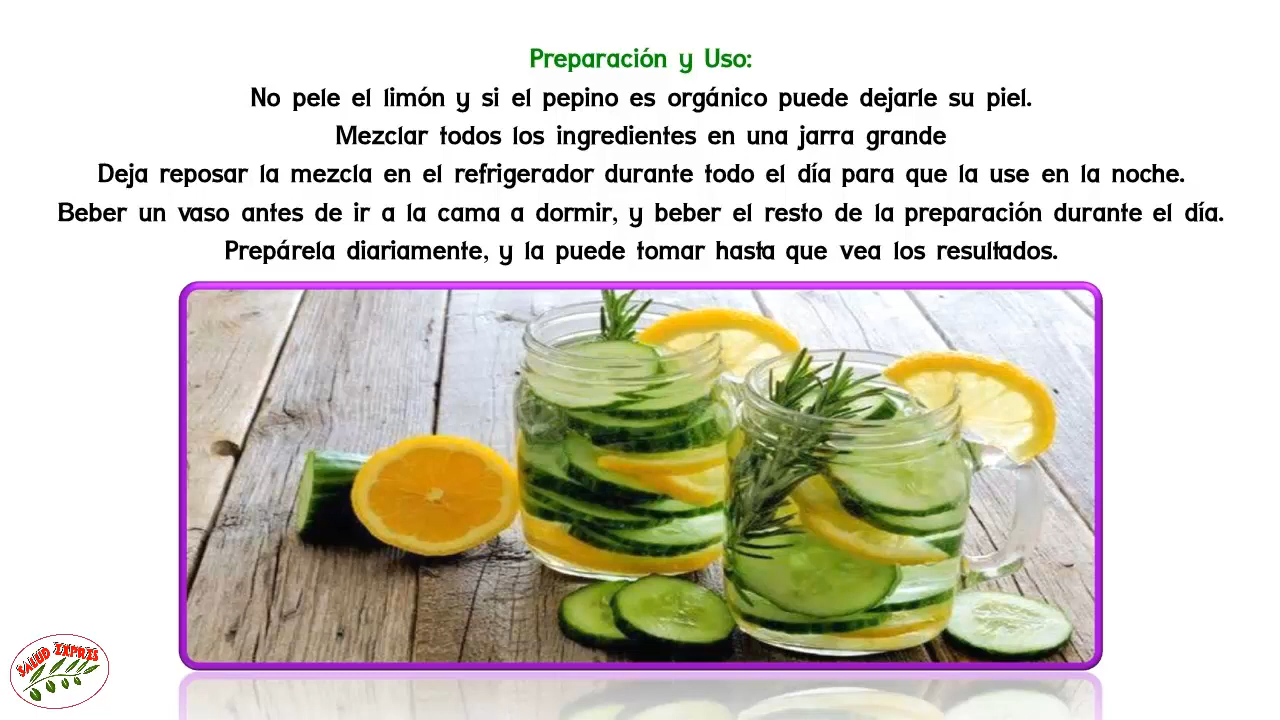 Preparación y Uso:
No pele el limón y si el pepino es orgánico puede dejarle su piel.
Mezclar todos los ingredientes en una jarra grande
Deja reposar la mezcla en el refrigerador durante todo el día para que la use en la noche.
Beber un vaso antes de ir a la cama a dormir, y beber el resto de la preparación durante el día.
Prepárela diariamente, y la puede tomar hasta que vea los resultados.
SALUD